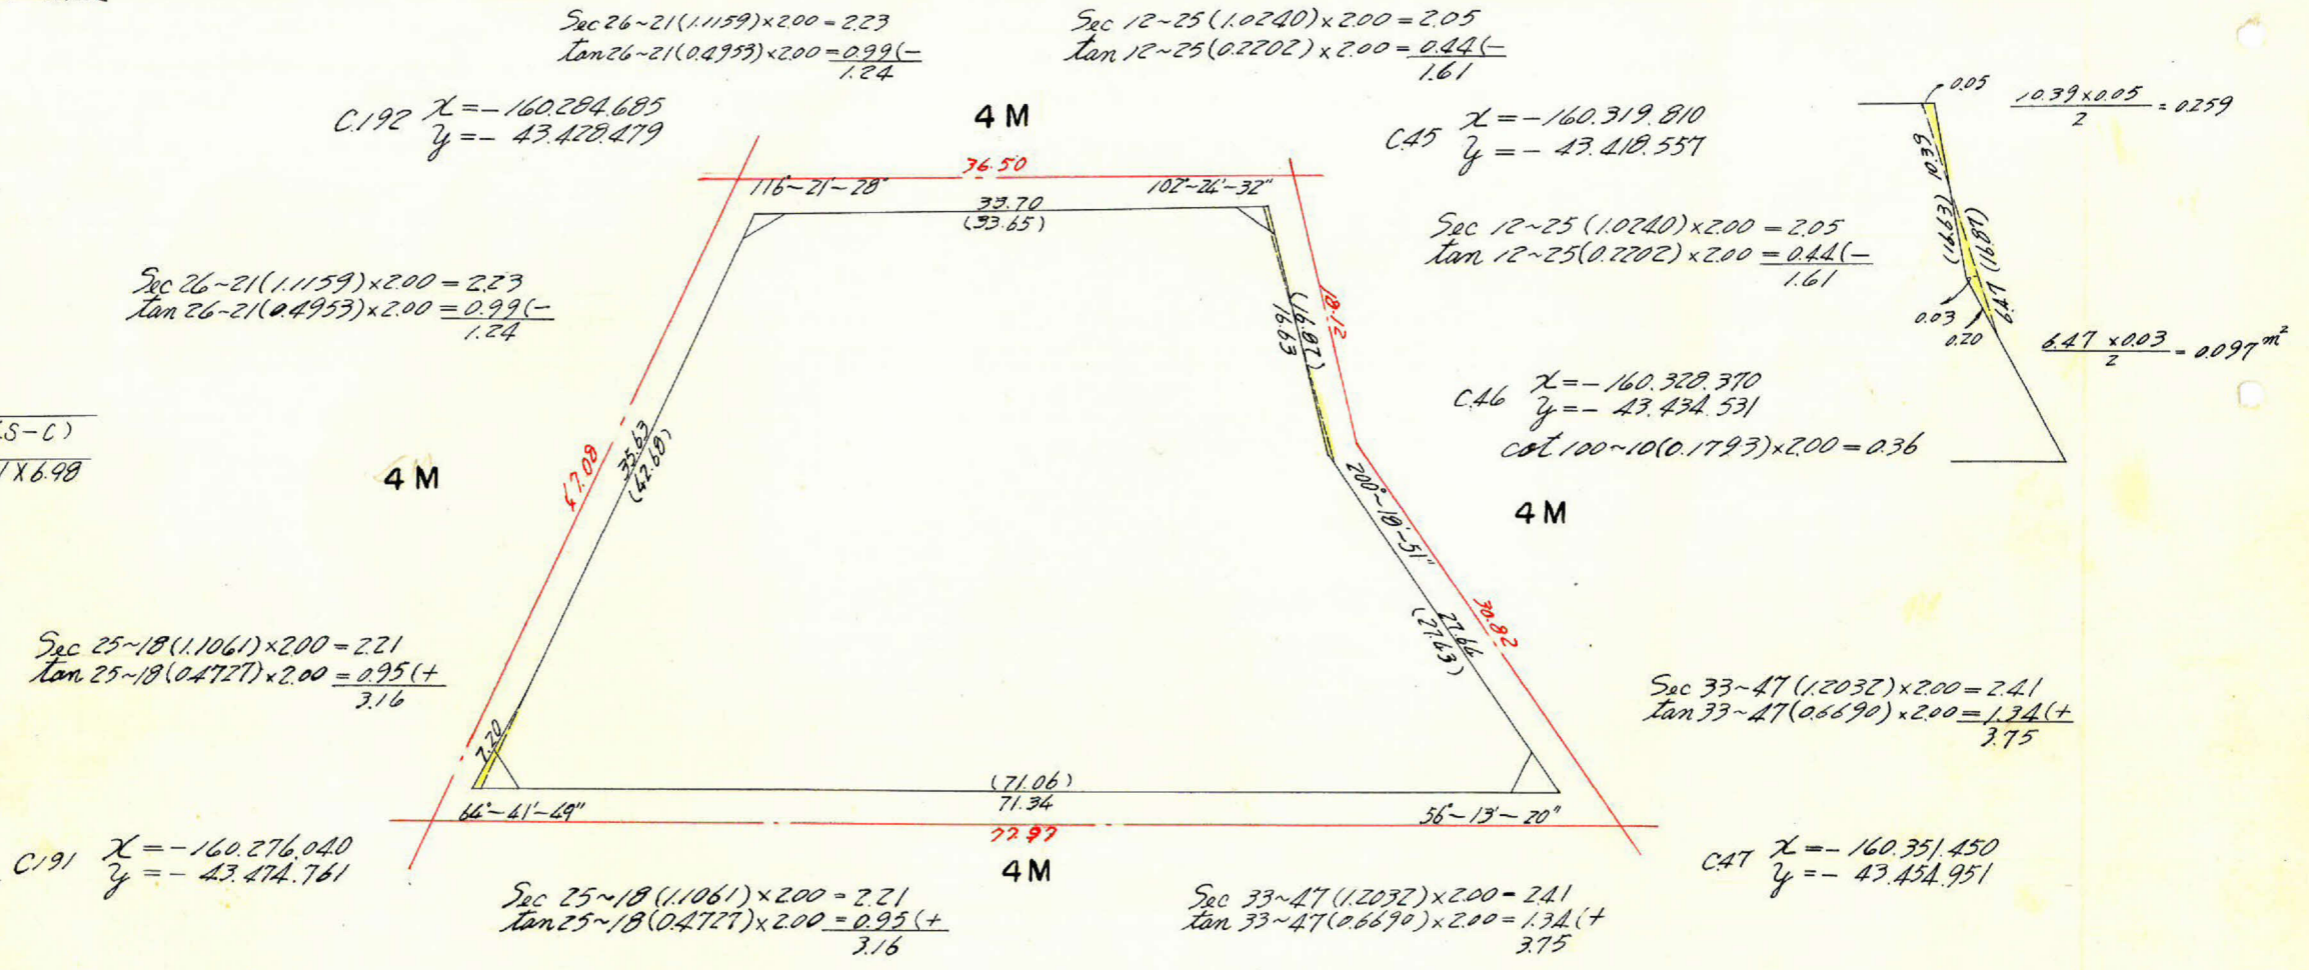 Sec 26~21(1.1159)×2.00=2.23
tan 26~21(0.4953)×2.00=0.99(-
1.24
Sec 12~25(1.0240)×2.00=2.05
tan 12~25(0.2202)×2.00=0.44(-
1.61
C.192 x=-160.284.685
y=- 43.428.479
4 M
C45 x=-160.319.810
y=- 43.418.557
0.05
10.39×0.05
2
=0.259
10.39
(16.63)
(16.87)
6.47
0.03
0.20
6.47 ×0.03
2
=0.097 m²
36.50
116°~21'~28"
102°~24'~32"
33.70
(33.65)
Sec 12~25(1.0240)×2.00=2.05
tan 12~25(0.2202)×2.00=0.44(-
1.61
Sec 26~21(1.1159)×2.00=2.23
tan 26~21(0.4953)×2.00=0.99(-
1.24
18.12
(16.87)
16.63
C.46 x=-160.328.370
y=- 43.434.531
cot 100~10(0.1793)×2.00=0.36
S-C)
×6.98
4 M
47.08
35.63
(42.68)
200°~18'~51"
4 M
30.82
27.66
(27.63)
Sec 25~18(1.1061)×2.00=2.21
tan 25~18(0.4727)×2.00=0.95(+
3.16
Sec 33~47(1.2032)×2.00=2.41
tan 33~47(0.6690)×2.00=1.34(+
3.75
7.20
(71.06)
71.34
64°~41'~49"
56°~13'~20"
72.97
4 M
C191 x=-160.276.040
y=- 43.474.761
C47 x=-160.351.450
y=- 43.454.951
Sec 25~18(1.1061)×2.00=2.21
tan 25~18(0.4727)×2.00=0.95(+
3.16
Sec 33~47(1.2032)×2.00=2.41
tan 33~47(0.6690)×2.00=1.34(+
3.75